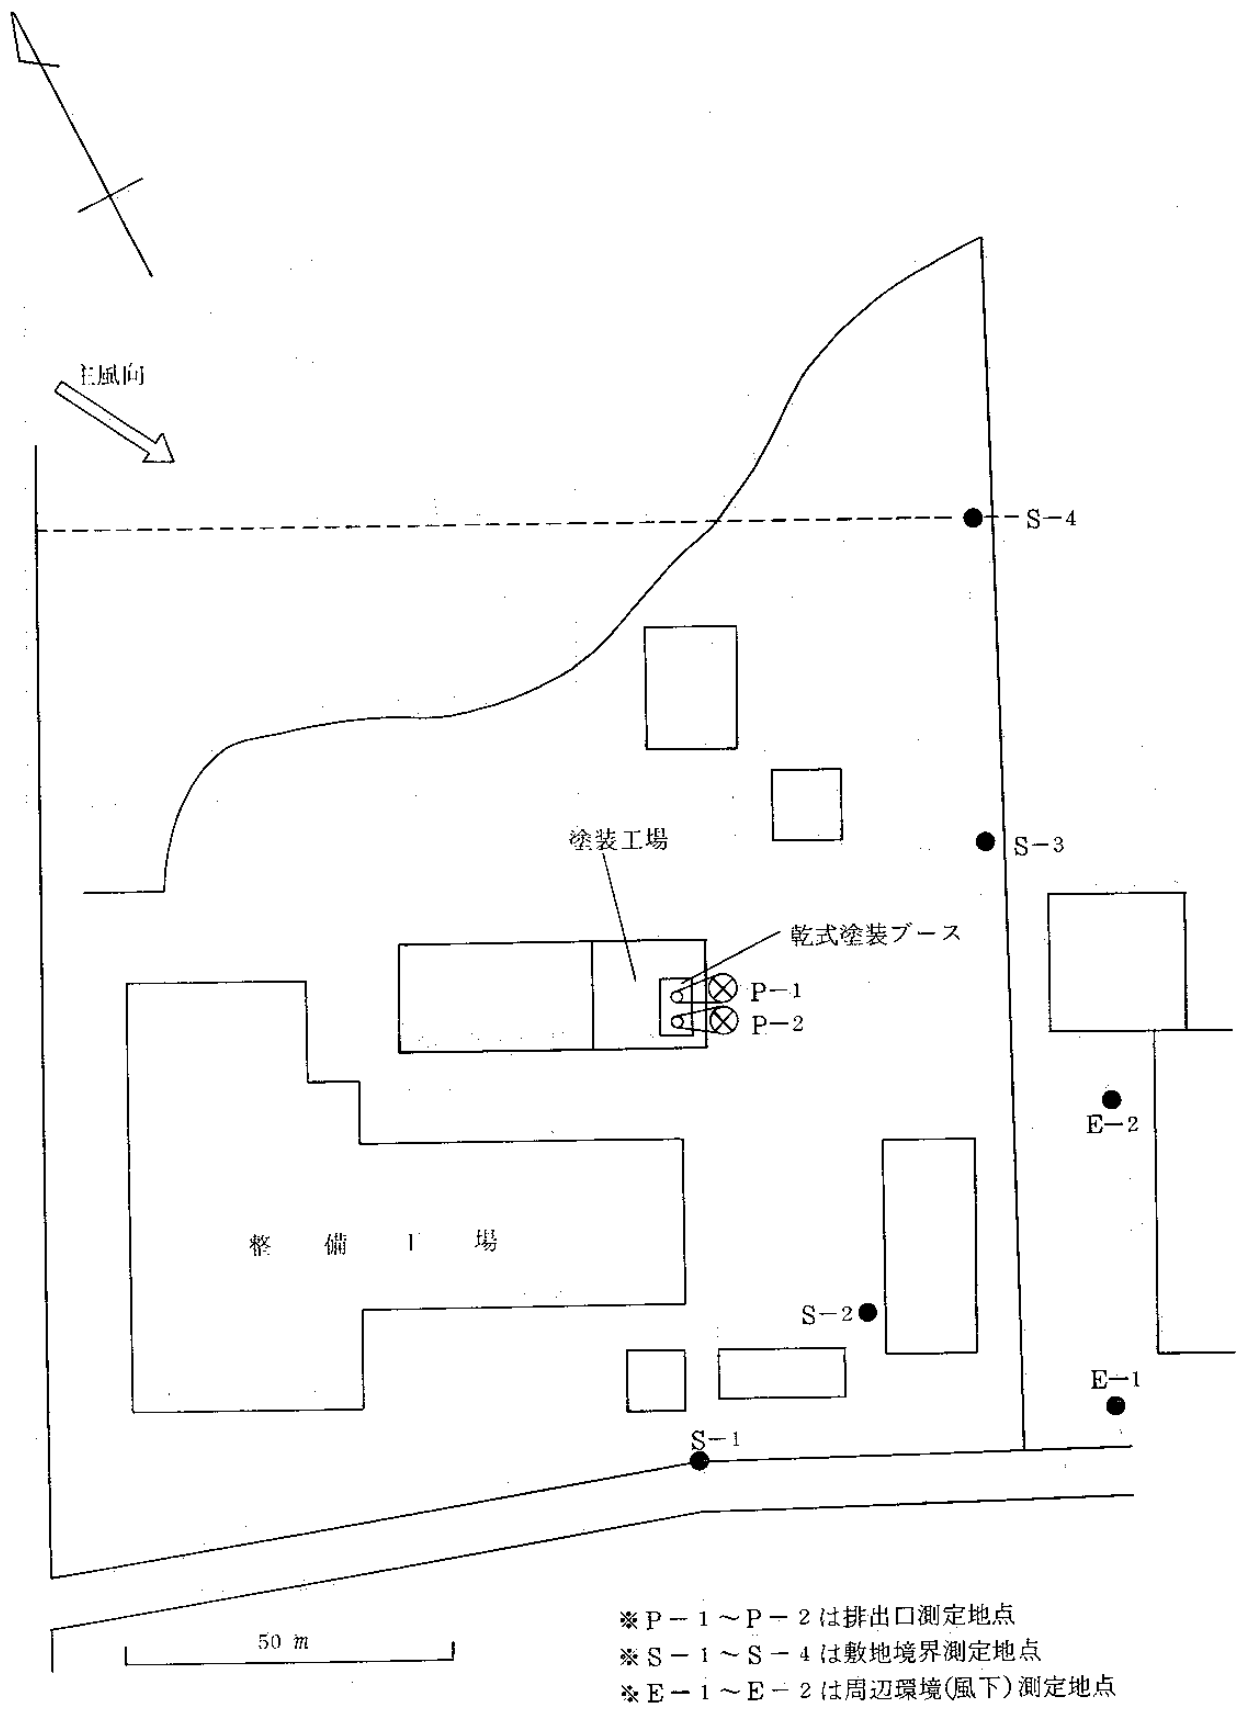 主風向
S-4
塗装工場
S-3
乾式塗装ブース
P-1
P-2
E-2
整備工場
S-2
E-1
S-1
50 m
※P-1～P-2は排出口測定地点
※S-1～S-4は敷地境界測定地点
※E-1～E-2は周辺環境(風下)測定地点